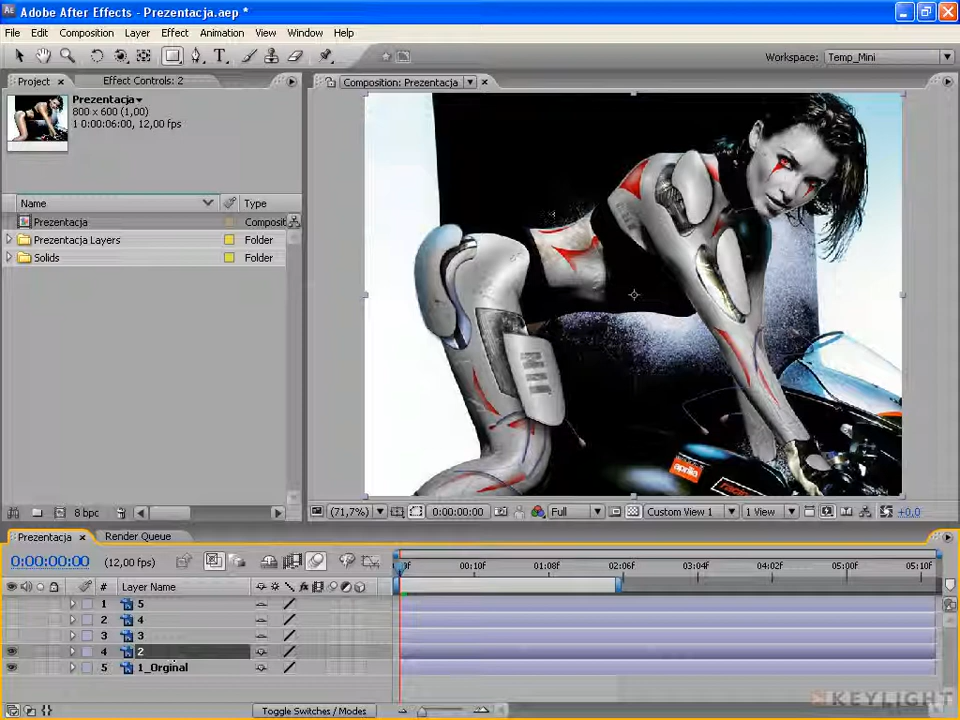 Adobe After Effects - Prezentacja.aep *
File Edit Composition Layer Effect Animation View Window Help
Workspace: Temp_Mini
Project Effect Controls: 2
Composition: Prezentacja
Prezentacja
800 x 600 (1,00)
1 0:00:06:00, 12,00 fps
Name Type
Prezentacja Composit
Prezentacja Layers Folder
Solids Folder
aprilia
racing
8 bpc
(71,7%) 0:00:00:00 Full Custom View 1 1 View +0,0
Prezentacja Render Queue
0:00:00:00 (12,00 fps)
00:10f 01:08f 02:06f 03:04f 04:02f 05:00f 05:10f
# Layer Name
1 5
2 4
3 3
4 2
5 1_Orginal
Toggle Switches / Modes
KEYLIGHT